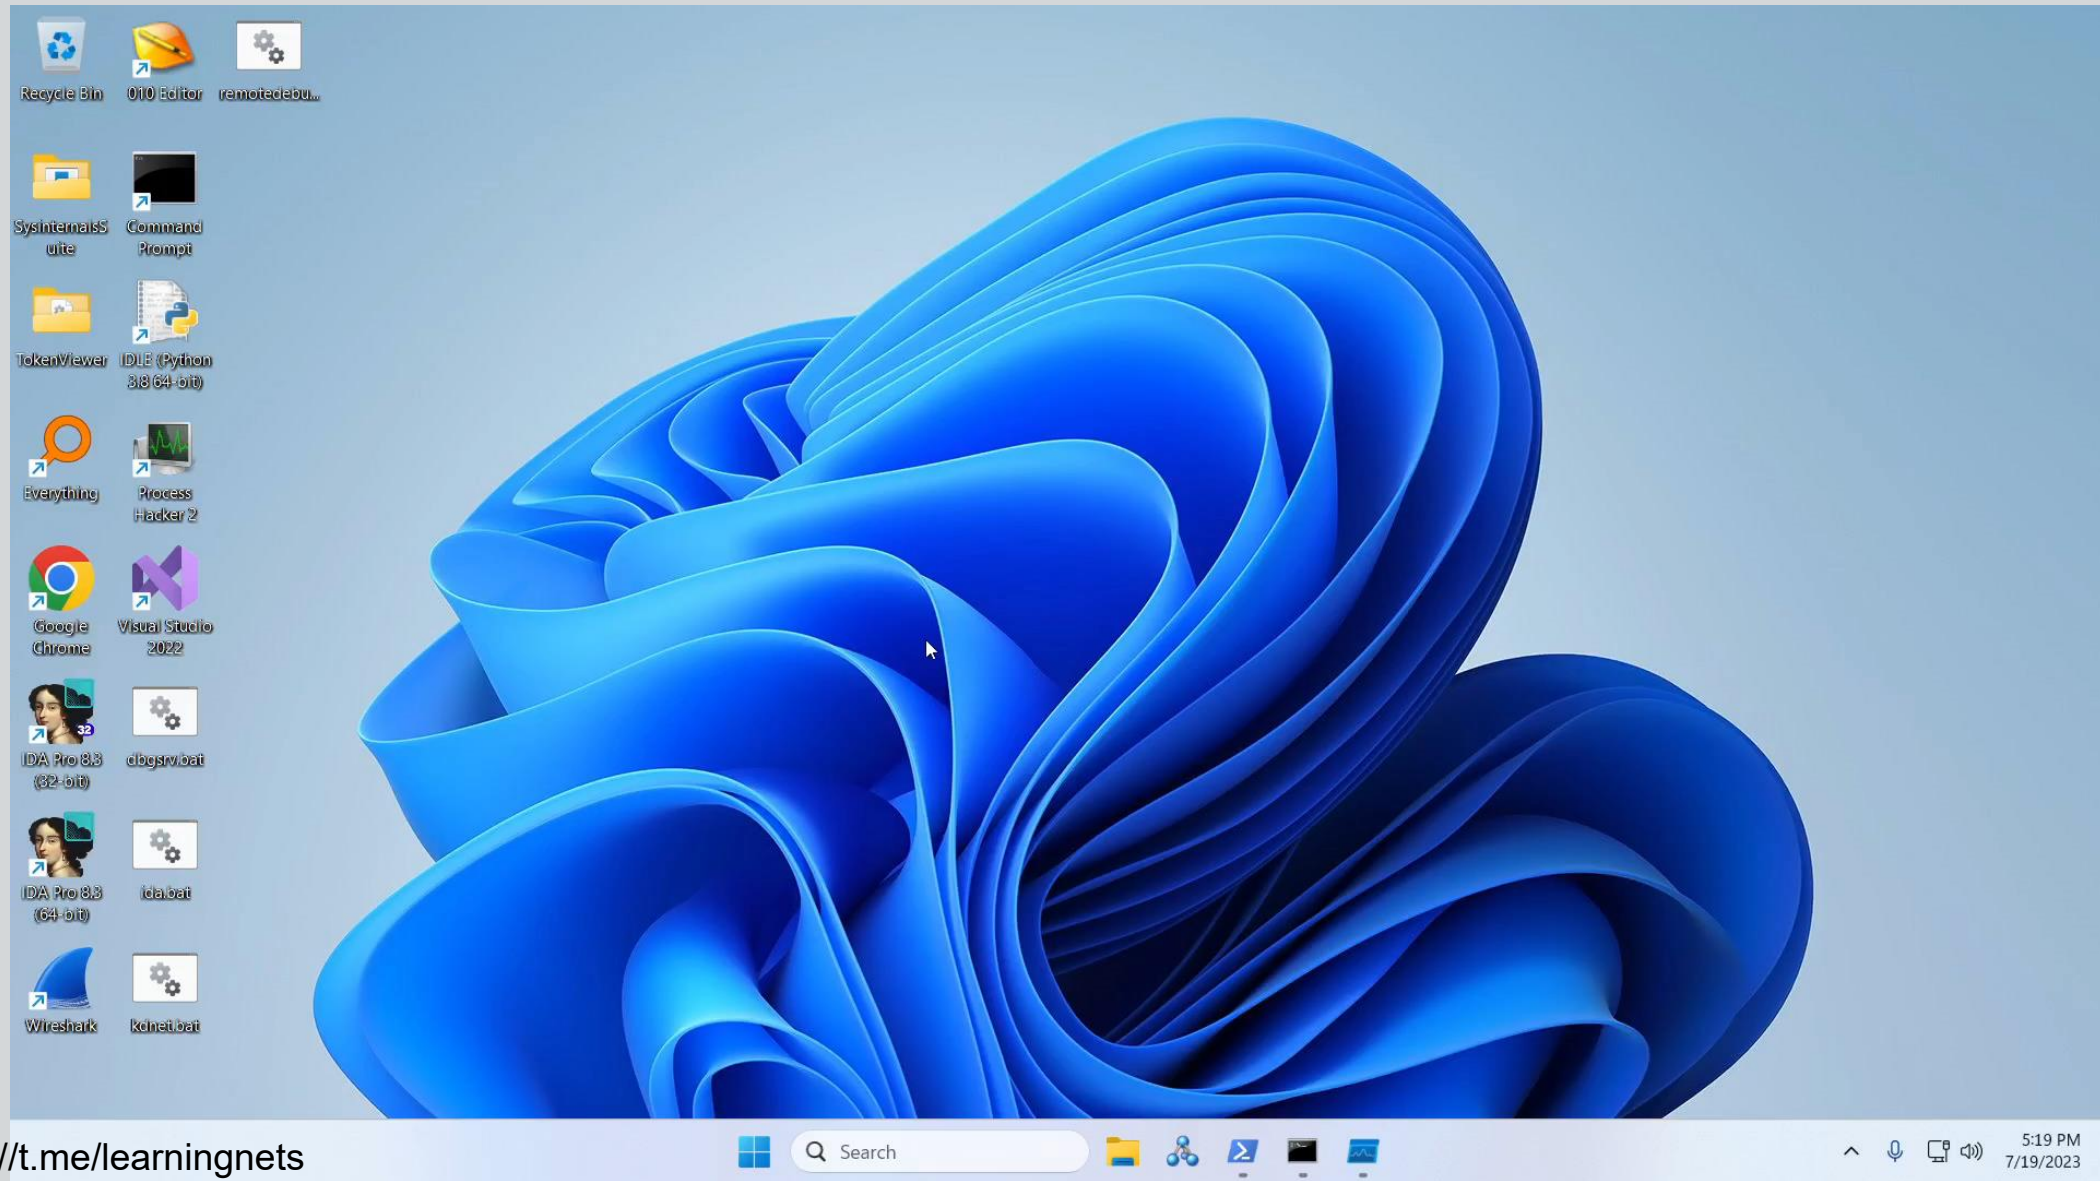 Recycle Bin
010 Editor
remotedebu...
SysinternalsS
uite
Command
Prompt
TokenViewer
IDLE (Python
3.8 64-bit)
Everything
Process
Hacker 2
Google
Chrome
Visual Studio
2022
32
IDA Pro 8.3
(32-bit)
dbgsrv.bat
IDA Pro 8.3
(64-bit)
ida.bat
Wireshark
kdnet.bat
//t.me/learningnets
Search
5:19 PM
7/19/2023